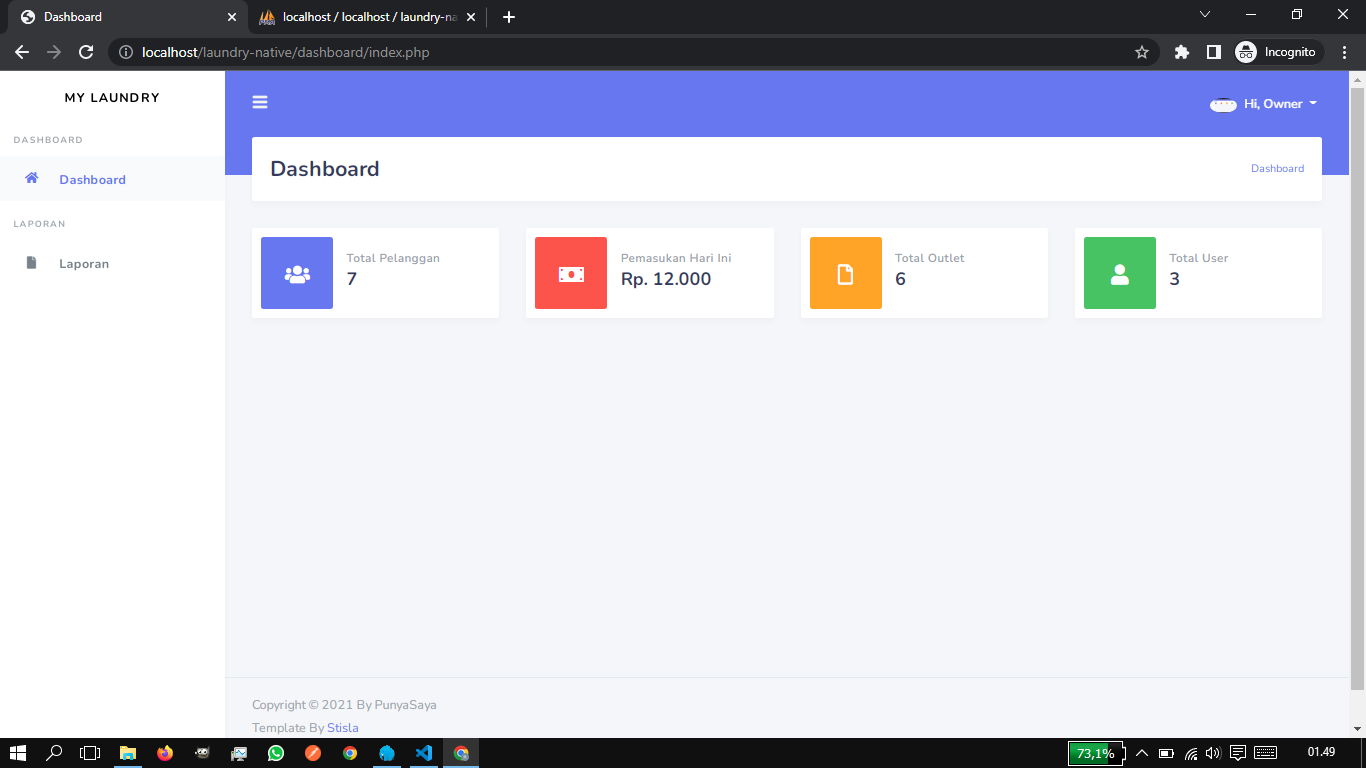 Dashboard
localhost / localhost / laundry-na
localhost/laundry-native/dashboard/index.php
Incognito
MY LAUNDRY
Hi, Owner
DASHBOARD
Dashboard
LAPORAN
Laporan
Dashboard
Dashboard
Total Pelanggan
7
Pemasukan Hari Ini
Rp. 12.000
Total Outlet
6
Total User
3
Copyright © 2021 By PunyaSaya
Template By Stisla
73,1%
01.49